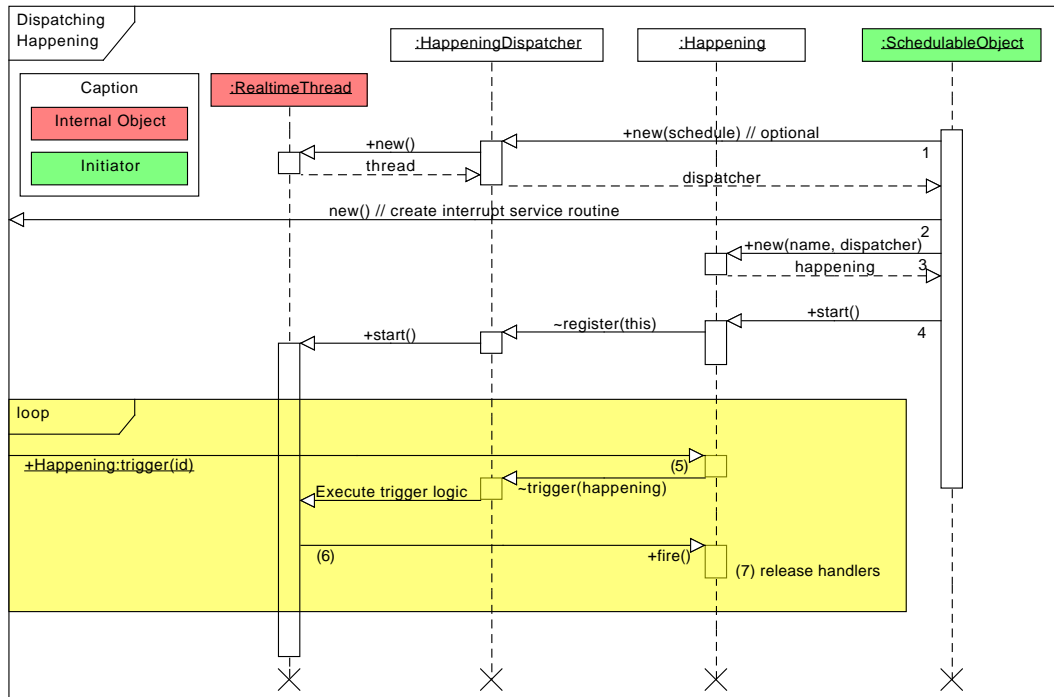 Dispatching
Happening
:HappeningDispatcher
:Happening
:SchedulableObject
Caption
Internal Object
Initiator
:RealtimeThread
+new(schedule) // optional
1
+new()
thread
dispatcher
new() // create interrupt service routine
2
+new(name, dispatcher)
3
happening
+start()
4
~register(this)
+start()
loop
+Happening:trigger(id)
(5)
~trigger(happening)
Execute trigger logic
(6)
+fire()
(7) release handlers